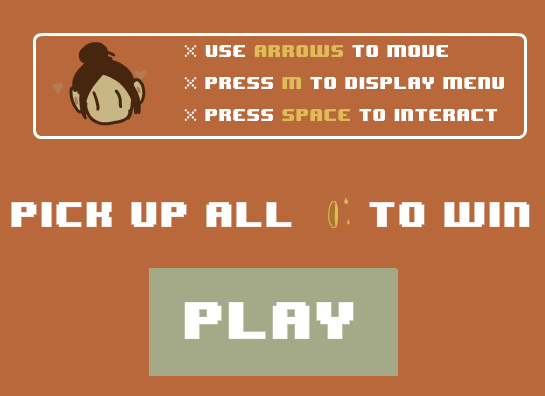 USE ARROWS TO MOVE
PRESS M TO DISPLAY MENU
PRESS SPACE TO INTERACT
PICK UP ALL TO WIN
PLAY